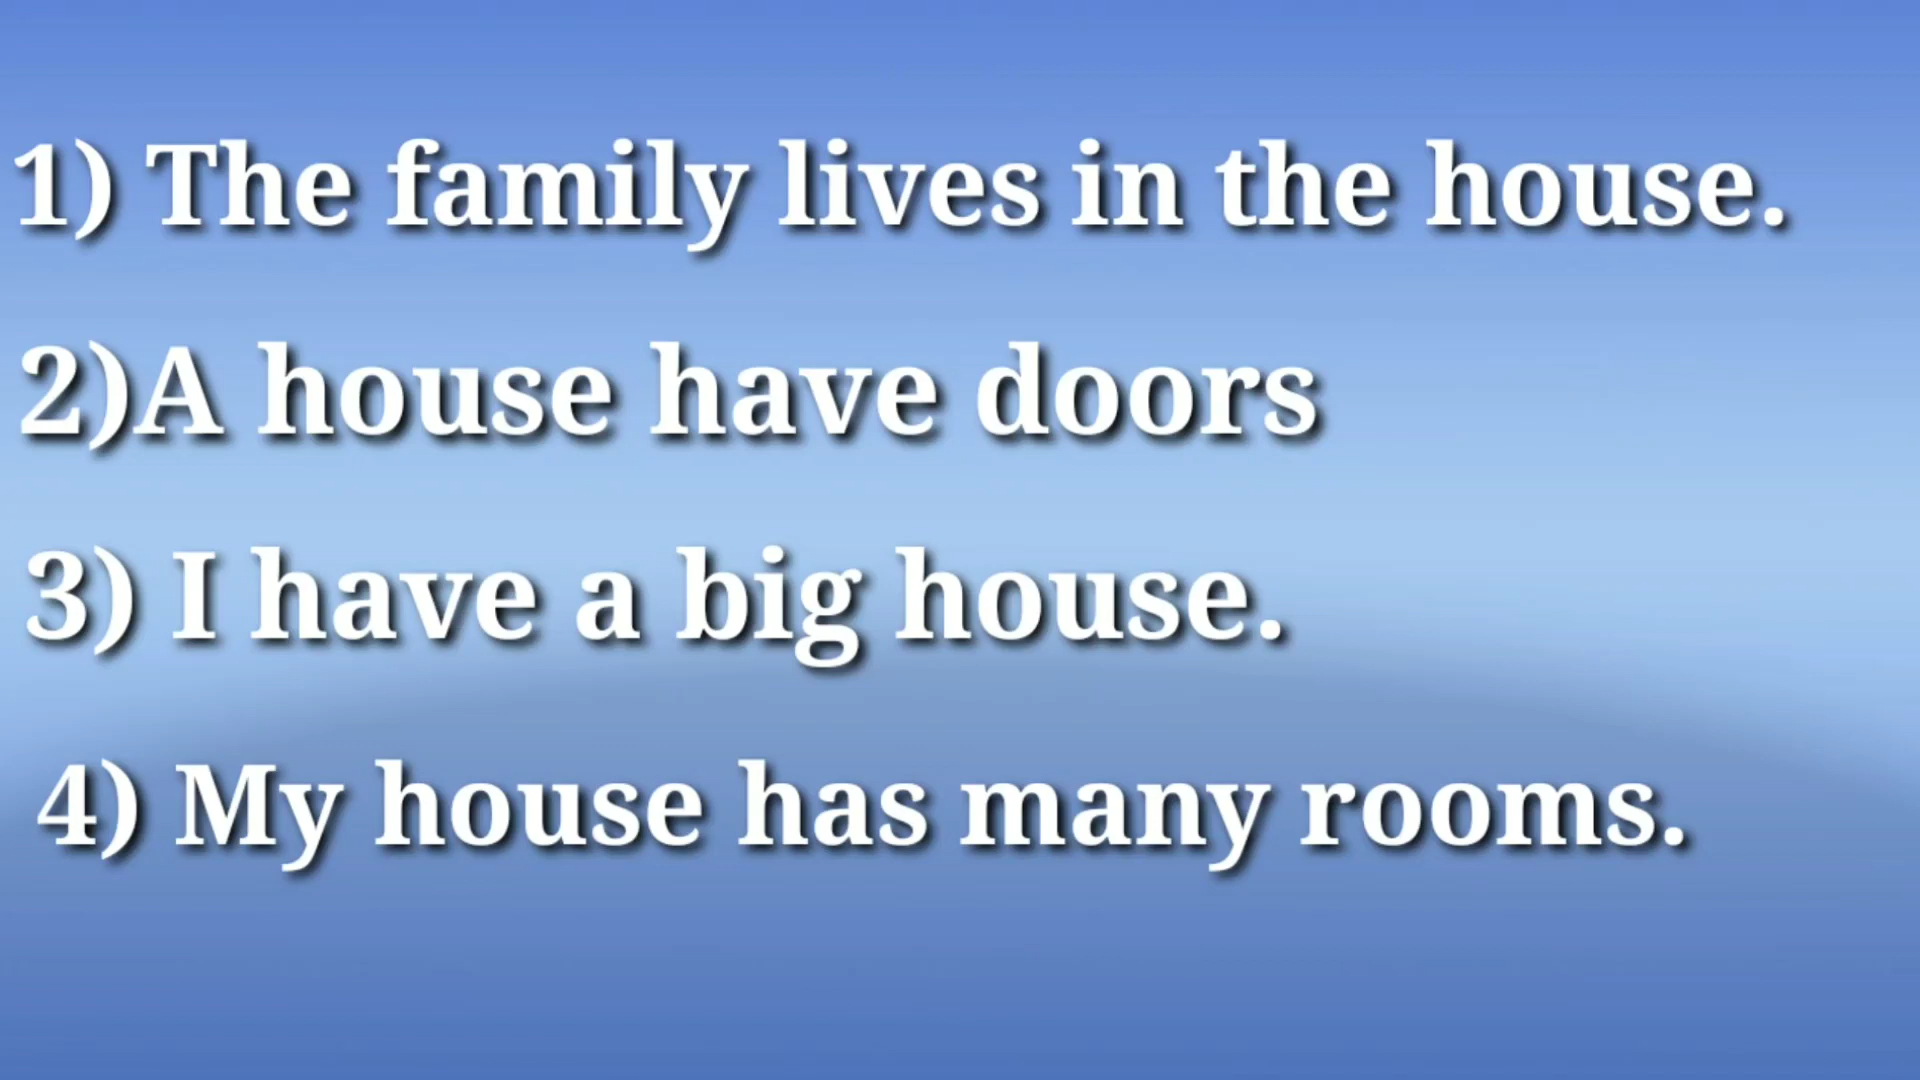 1) The family lives in the house.
2)A house have doors
3) I have a big house.
4) My house has many rooms.